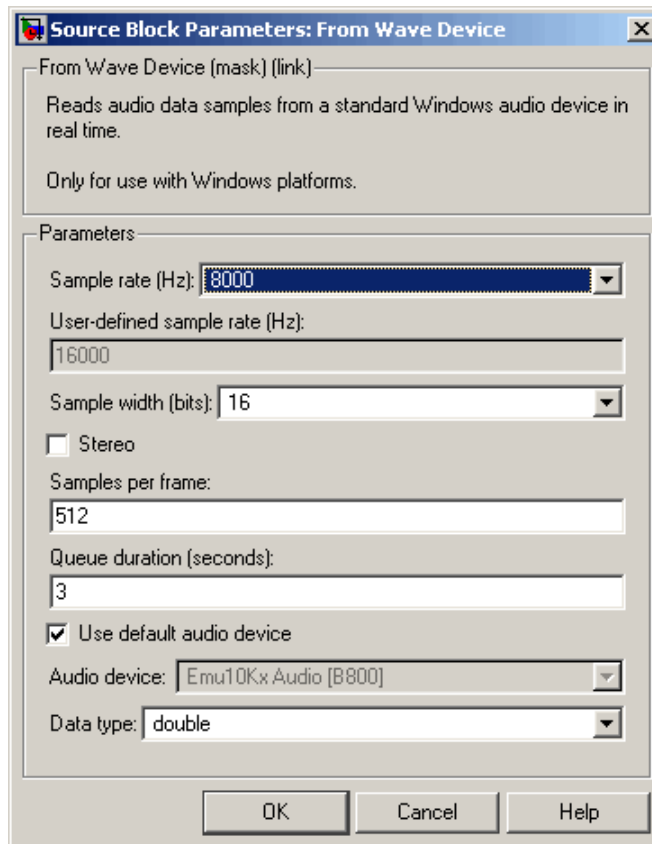 Source Block Parameters: From Wave Device
From Wave Device (mask) (link)
Reads audio data samples from a standard Windows audio device in
real time.
Only for use with Windows platforms.
Parameters
Sample rate (Hz): 8000
User-defined sample rate (Hz):
16000
Sample width (bits): 16
Stereo
Samples per frame:
512
Queue duration (seconds):
3
Use default audio device
Audio device: Emu10Kx Audio [B800]
Data type: double
OK Cancel Help